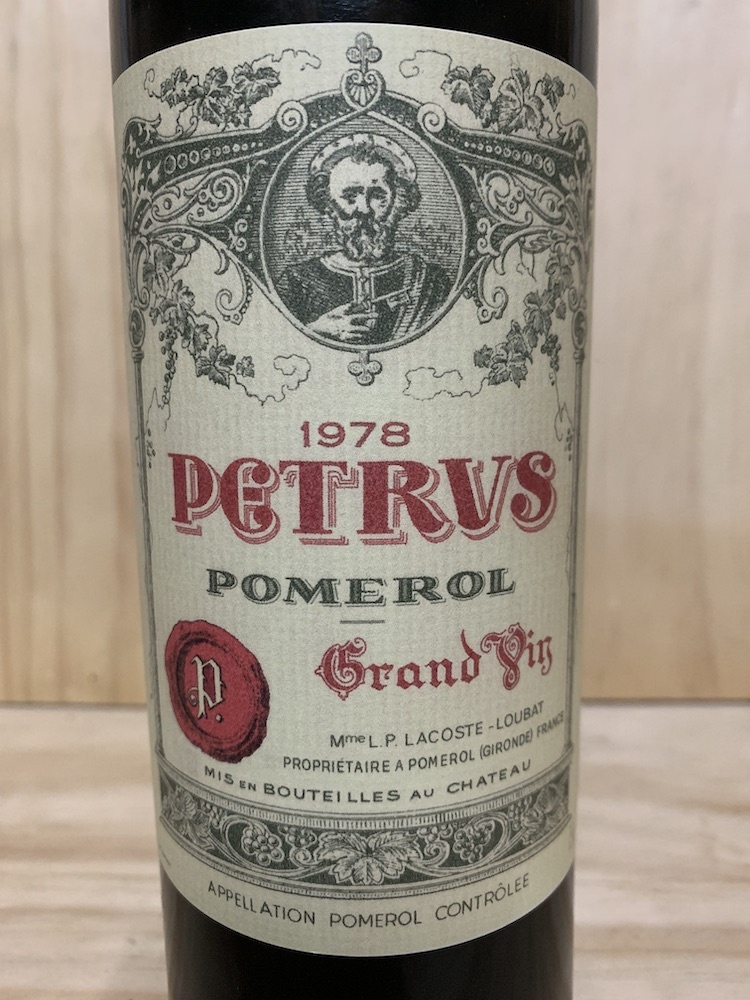 1978
PETRVS
POMEROL
Grand Vin
P.
Mme L.P. LACOSTE-LOUBAT
PROPRIÉTAIRE A POMEROL (GIRONDE) FRANCE
MIS EN BOUTEILLES AU CHATEAU
APPELLATION POMEROL CONTRÔLÉE